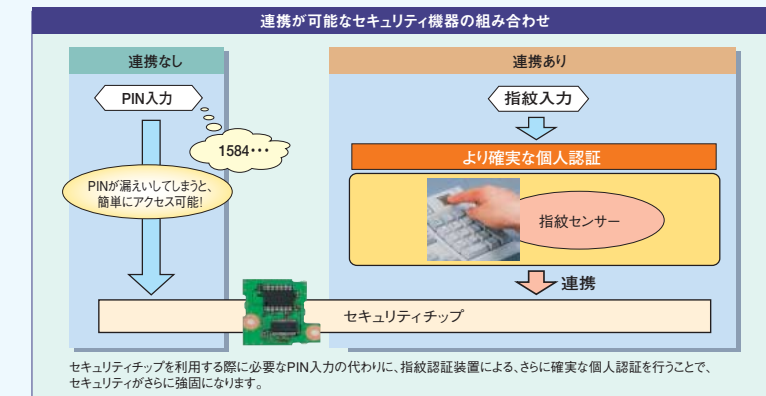 連携が可能なセキュリティ機器の組み合わせ
連携なし
PIN入力
1584・・・
PINが漏えいしてしまうと、
簡単にアクセス可能!
連携あり
指紋入力
より確実な個人認証
指紋センサー
連携
セキュリティチップ
セキュリティチップを利用する際に必要なPIN入力の代わりに、指紋認証装置による、さらに確実な個人認証を行うことで、
セキュリティがさらに強固になります。